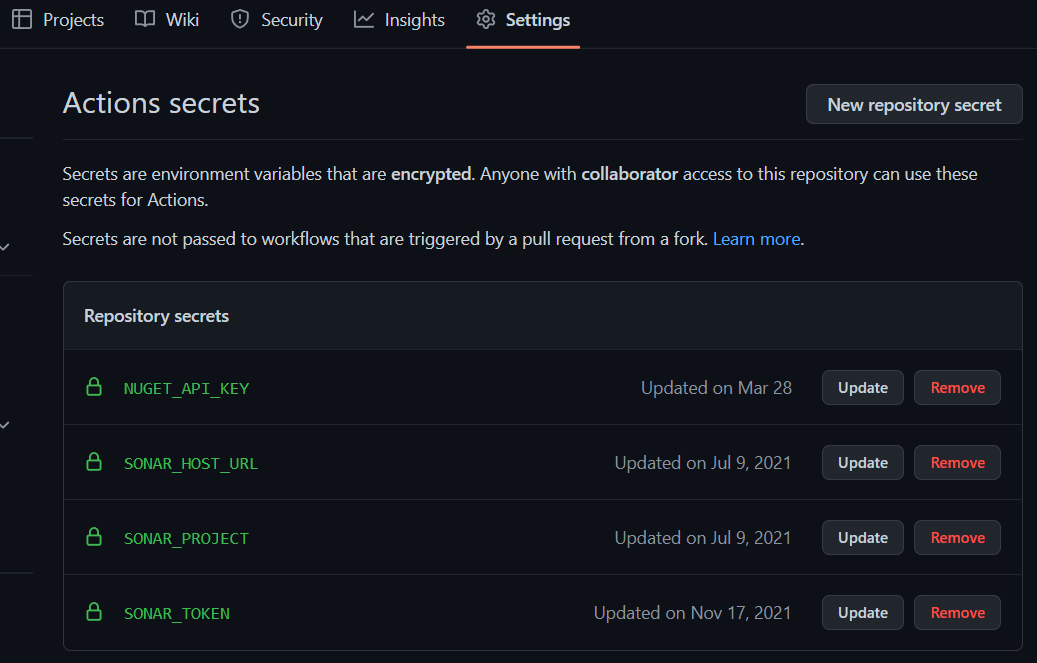 Projects Wiki Security Insights Settings
Actions secrets New repository secret
Secrets are environment variables that are encrypted. Anyone with collaborator access to this repository can use these
secrets for Actions.
Secrets are not passed to workflows that are triggered by a pull request from a fork. Learn more.
Repository secrets
NUGET_API_KEY Updated on Mar 28 Update Remove
SONAR_HOST_URL Updated on Jul 9, 2021 Update Remove
SONAR_PROJECT Updated on Jul 9, 2021 Update Remove
SONAR_TOKEN Updated on Nov 17, 2021 Update Remove